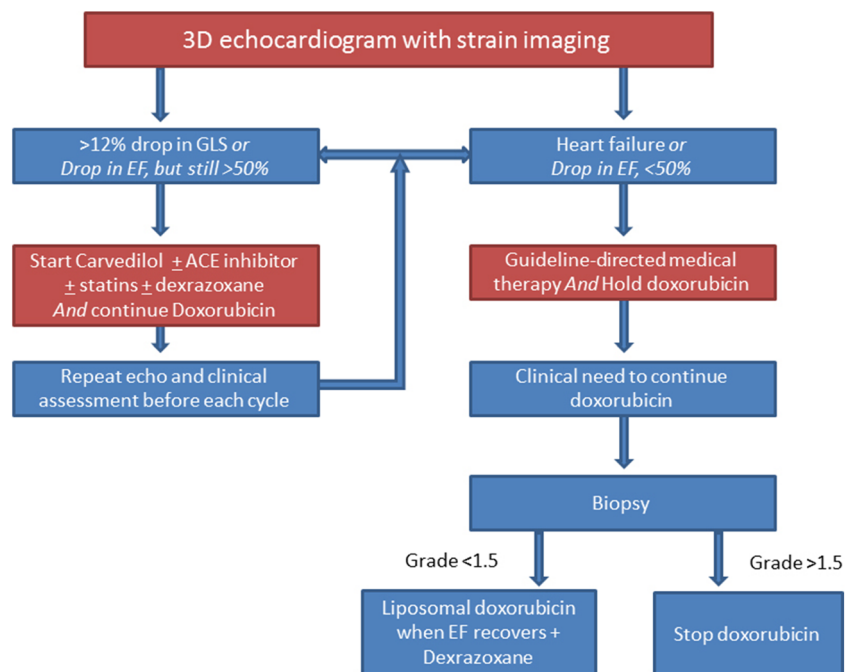 3D echocardiogram with strain imaging
>12% drop in GLS or
Drop in EF, but still >50%
Heart failure or
Drop in EF, <50%
Start Carvedilol ± ACE inhibitor
± statins ± dexrazoxane
And continue Doxorubicin
Guideline-directed medical
therapy And Hold doxorubicin
Repeat echo and clinical
assessment before each cycle
Clinical need to continue
doxorubicin
Biopsy
Grade <1.5
Grade >1.5
Liposomal doxorubicin
when EF recovers +
Dexrazoxane
Stop doxorubicin